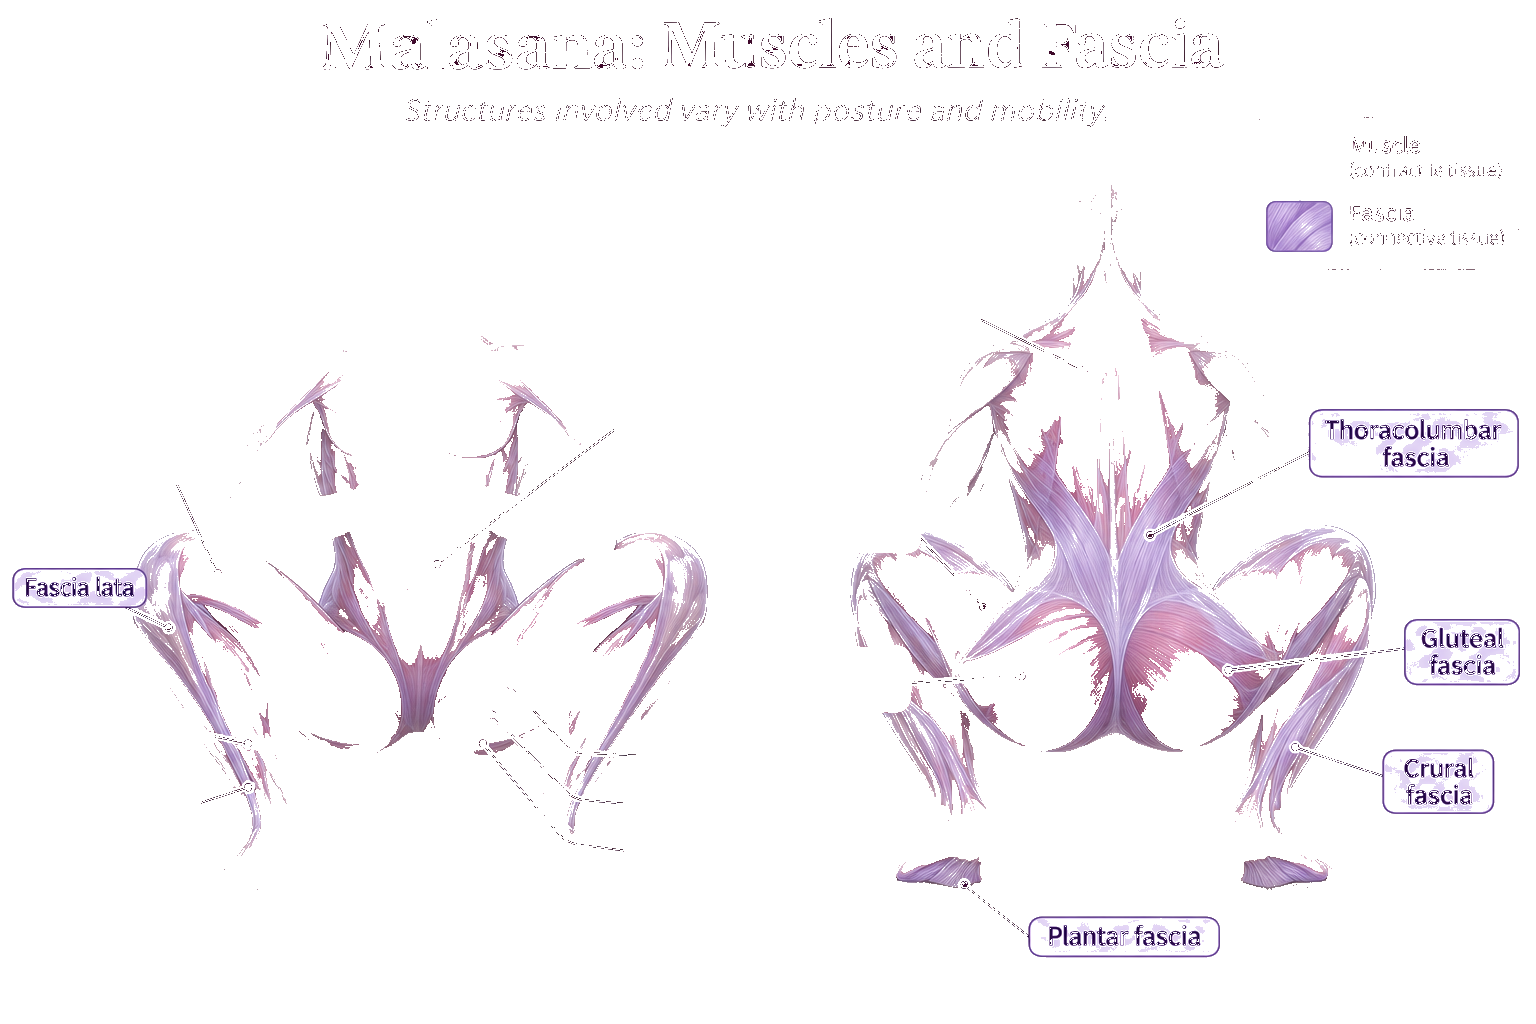 Malasana: Muscles and Fascia
Structures involved vary with posture and mobility.
Muscle
(contractile tissue)
Fascia
(connective tissue)
Thoracolumbar
fascia
Fascia lata
Gluteal
fascia
Crural
fascia
Plantar fascia